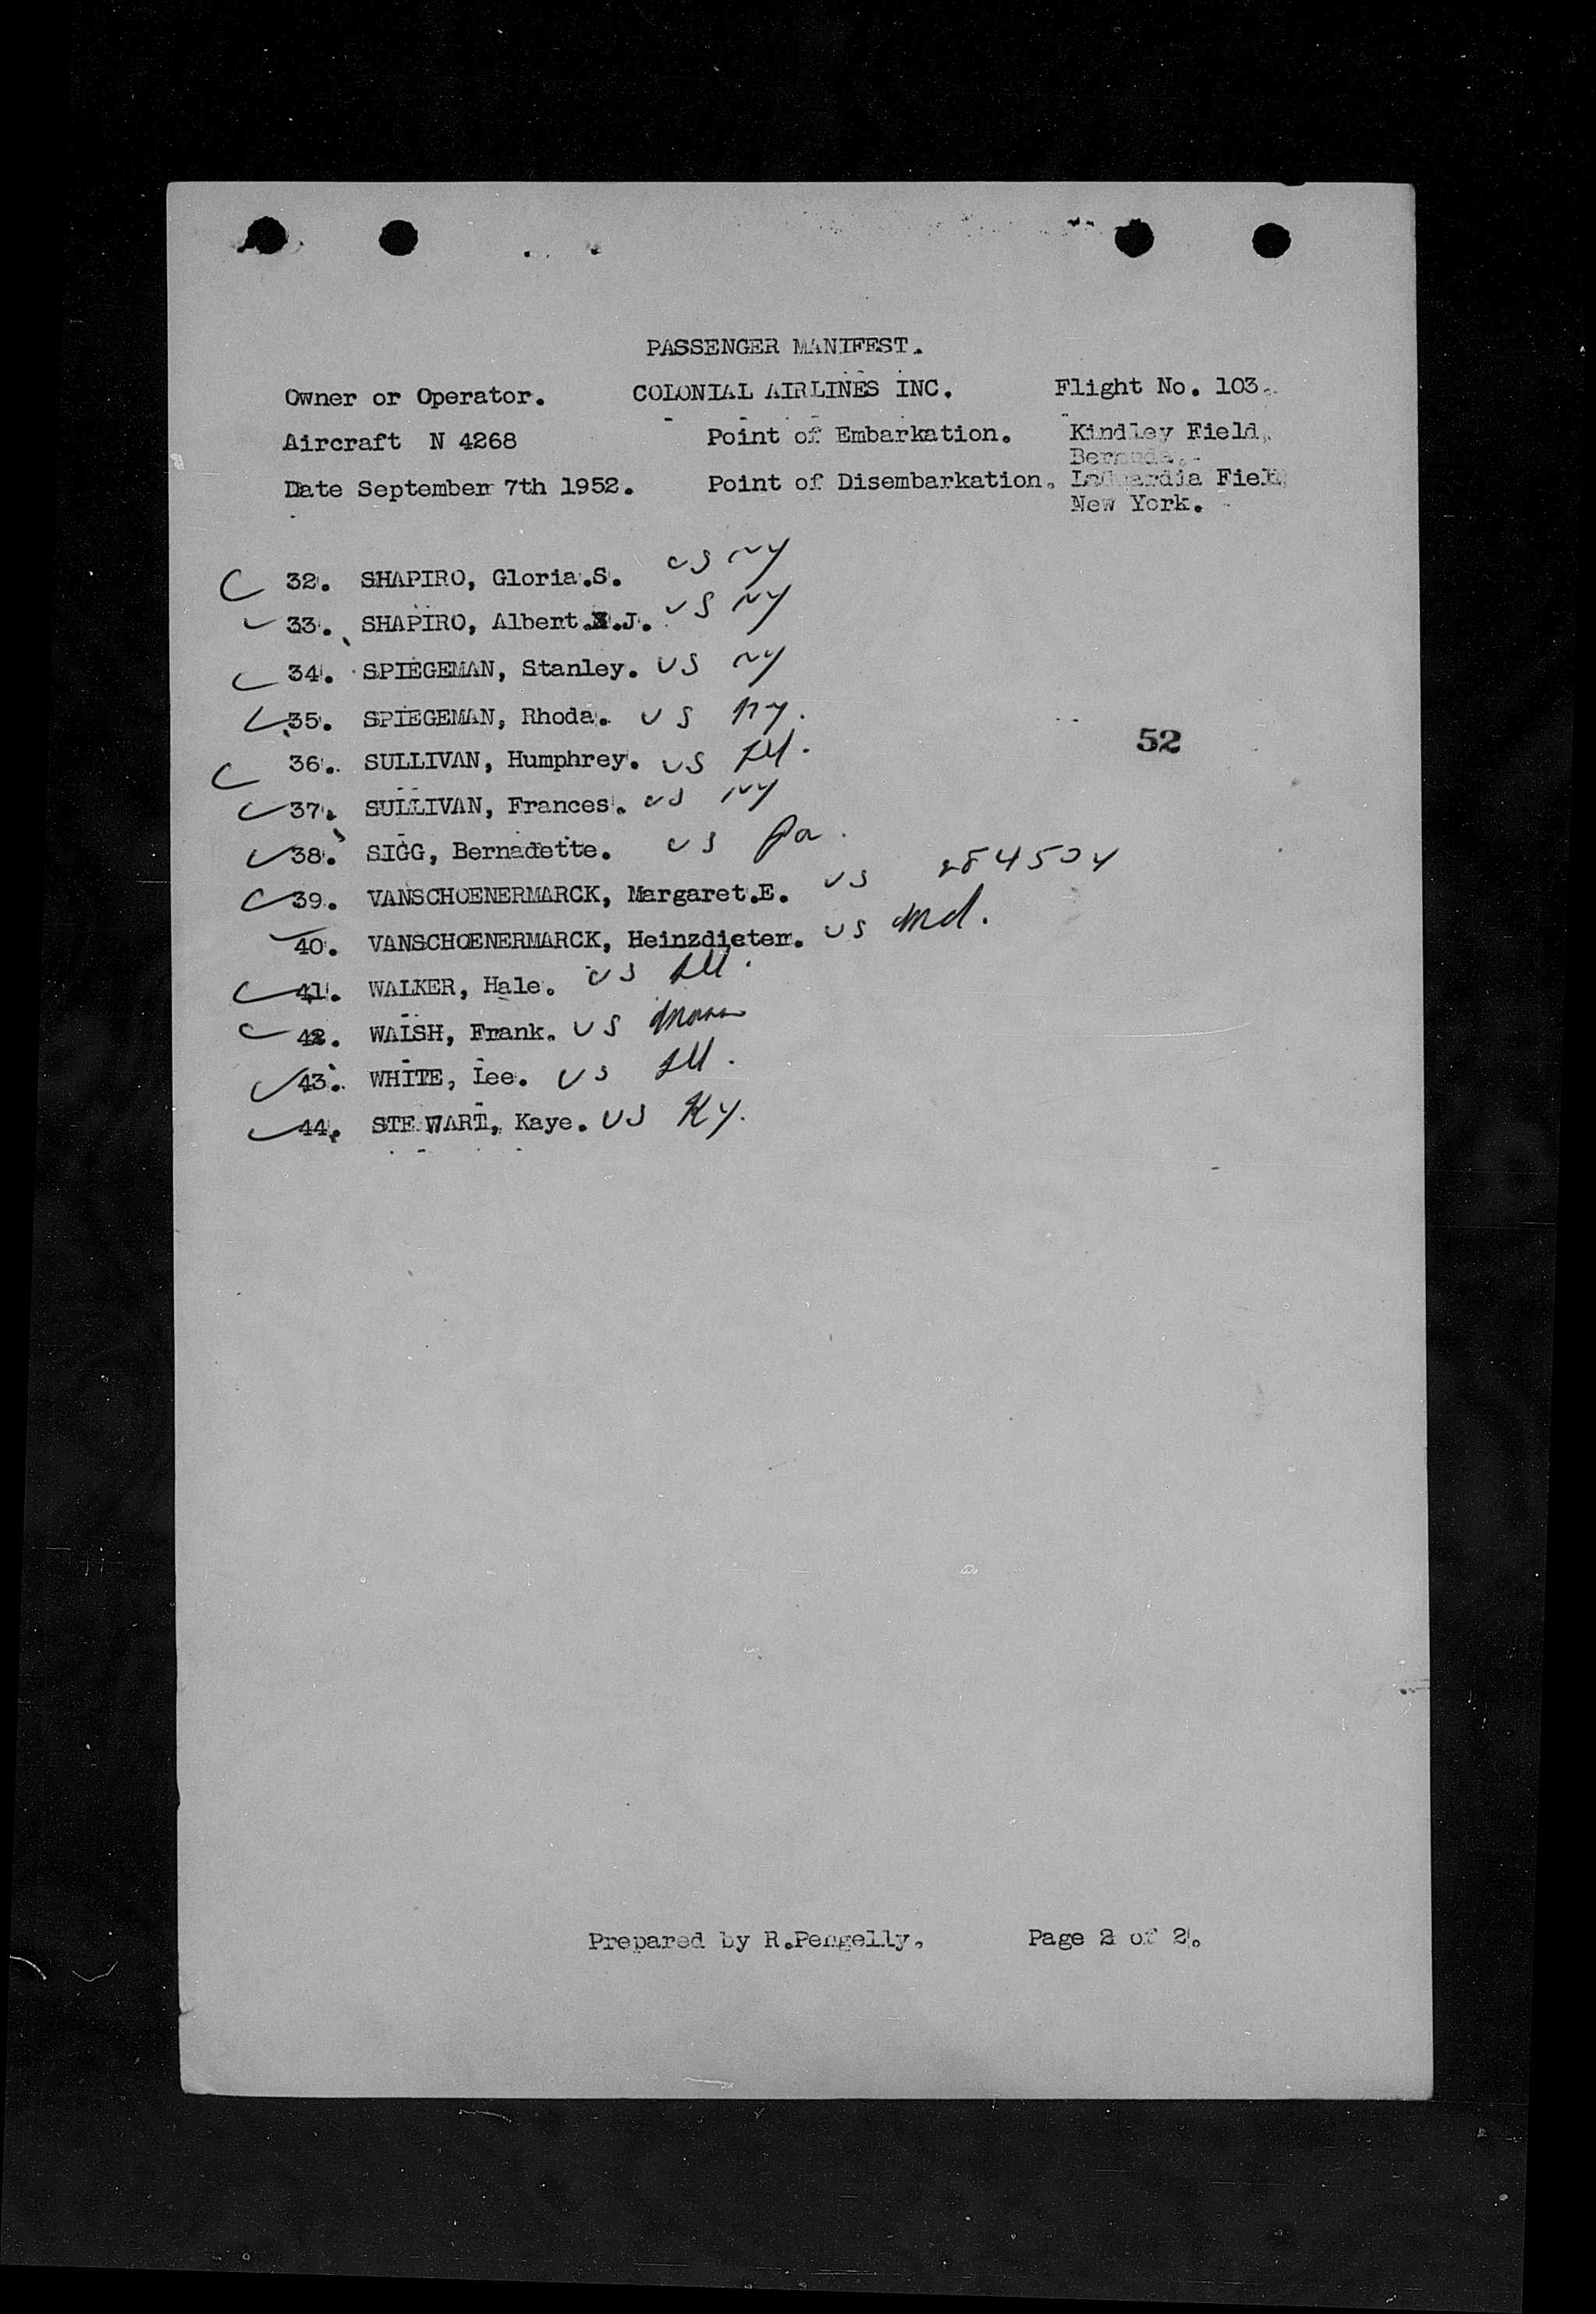 PASSENGER MANIFEST.
Owner or Operator. COLONIAL AIRLINES INC. Flight No. 103.
Aircraft N 4268 Point of Embarkation. Kindley Field,
Bermuda.
Date September 7th 1952. Point of Disembarkation. LaGuardia Field
New York.
32. SHAPIRO, Gloria.S. US NY
33. SHAPIRO, Albert.J. US NY
34. SPIEGEMAN, Stanley. US NY
35. SPIEGEMAN, Rhoda. US NY.
52
36. SULLIVAN, Humphrey. US Ill.
37. SULLIVAN, Frances. US NY
38. SIGG, Bernadette. US Pa.
39. VANSCHOENERMARCK, Margaret.E. US
40. VANSCHOENERMARCK, Heinzdieter. US Md.
41. WALKER, Hale. US Ill.
42. WALSH, Frank. US Mass
43. WHITE, Lee. US Ill.
44. STEWART, Kaye. US Ky.
Prepared by R.Pengelly. Page 2 of 2.